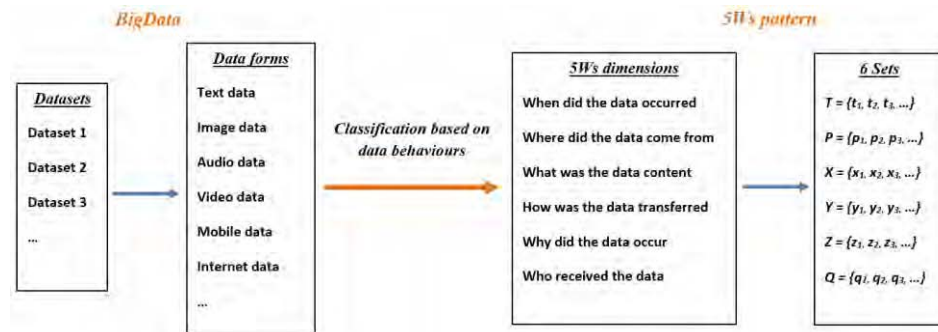 BigData
5Ws pattern
Datasets
Dataset 1
Dataset 2
Dataset 3
...
Data forms
Text data
Image data
Audio data
Video data
Mobile data
Internet data
...
Classification based on
data behaviours
5Ws dimensions
When did the data occurred
Where did the data come from
What was the data content
How was the data transferred
Why did the data occur
Who received the data
6 Sets
T = {t₁, t₂, t₃, ...}
P = {p₁, p₂, p₃, ...}
X = {x₁, x₂, x₃, ...}
Y = {y₁, y₂, y₃, ...}
Z = {z₁, z₂, z₃, ...}
Q = {q₁, q₂, q₃, ...}